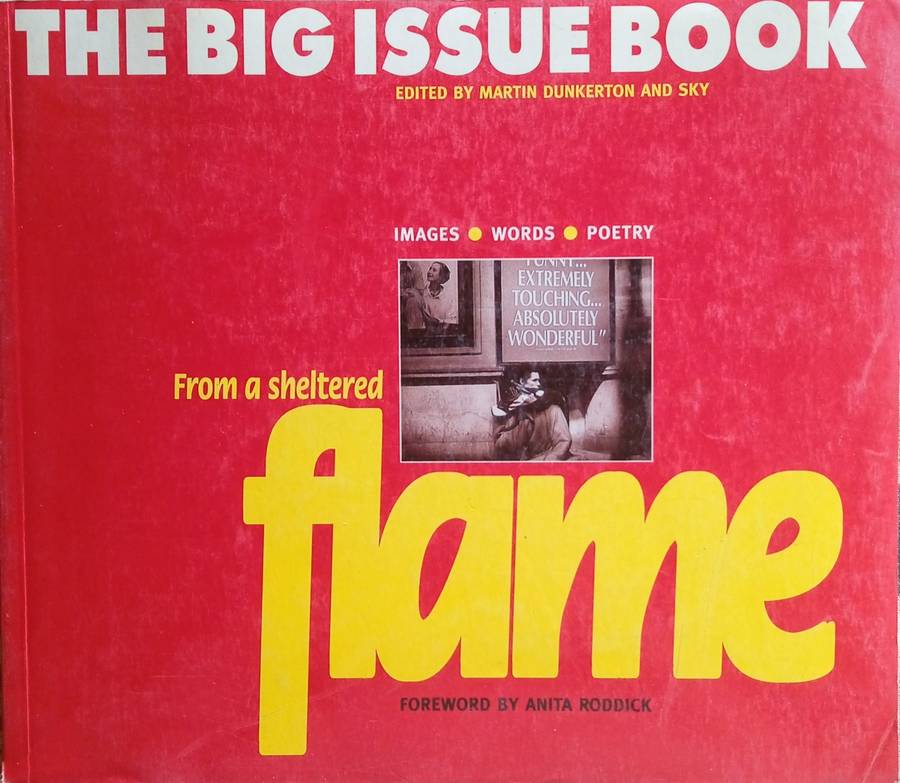 THE BIG ISSUE BOOK
EDITED BY MARTIN DUNKERTON AND SKY
IMAGES ● WORDS ● POETRY
FUNNY...
EXTREMELY
TOUCHING...
ABSOLUTELY
WONDERFUL”
From a sheltered
flame
FOREWORD BY ANITA RODDICK